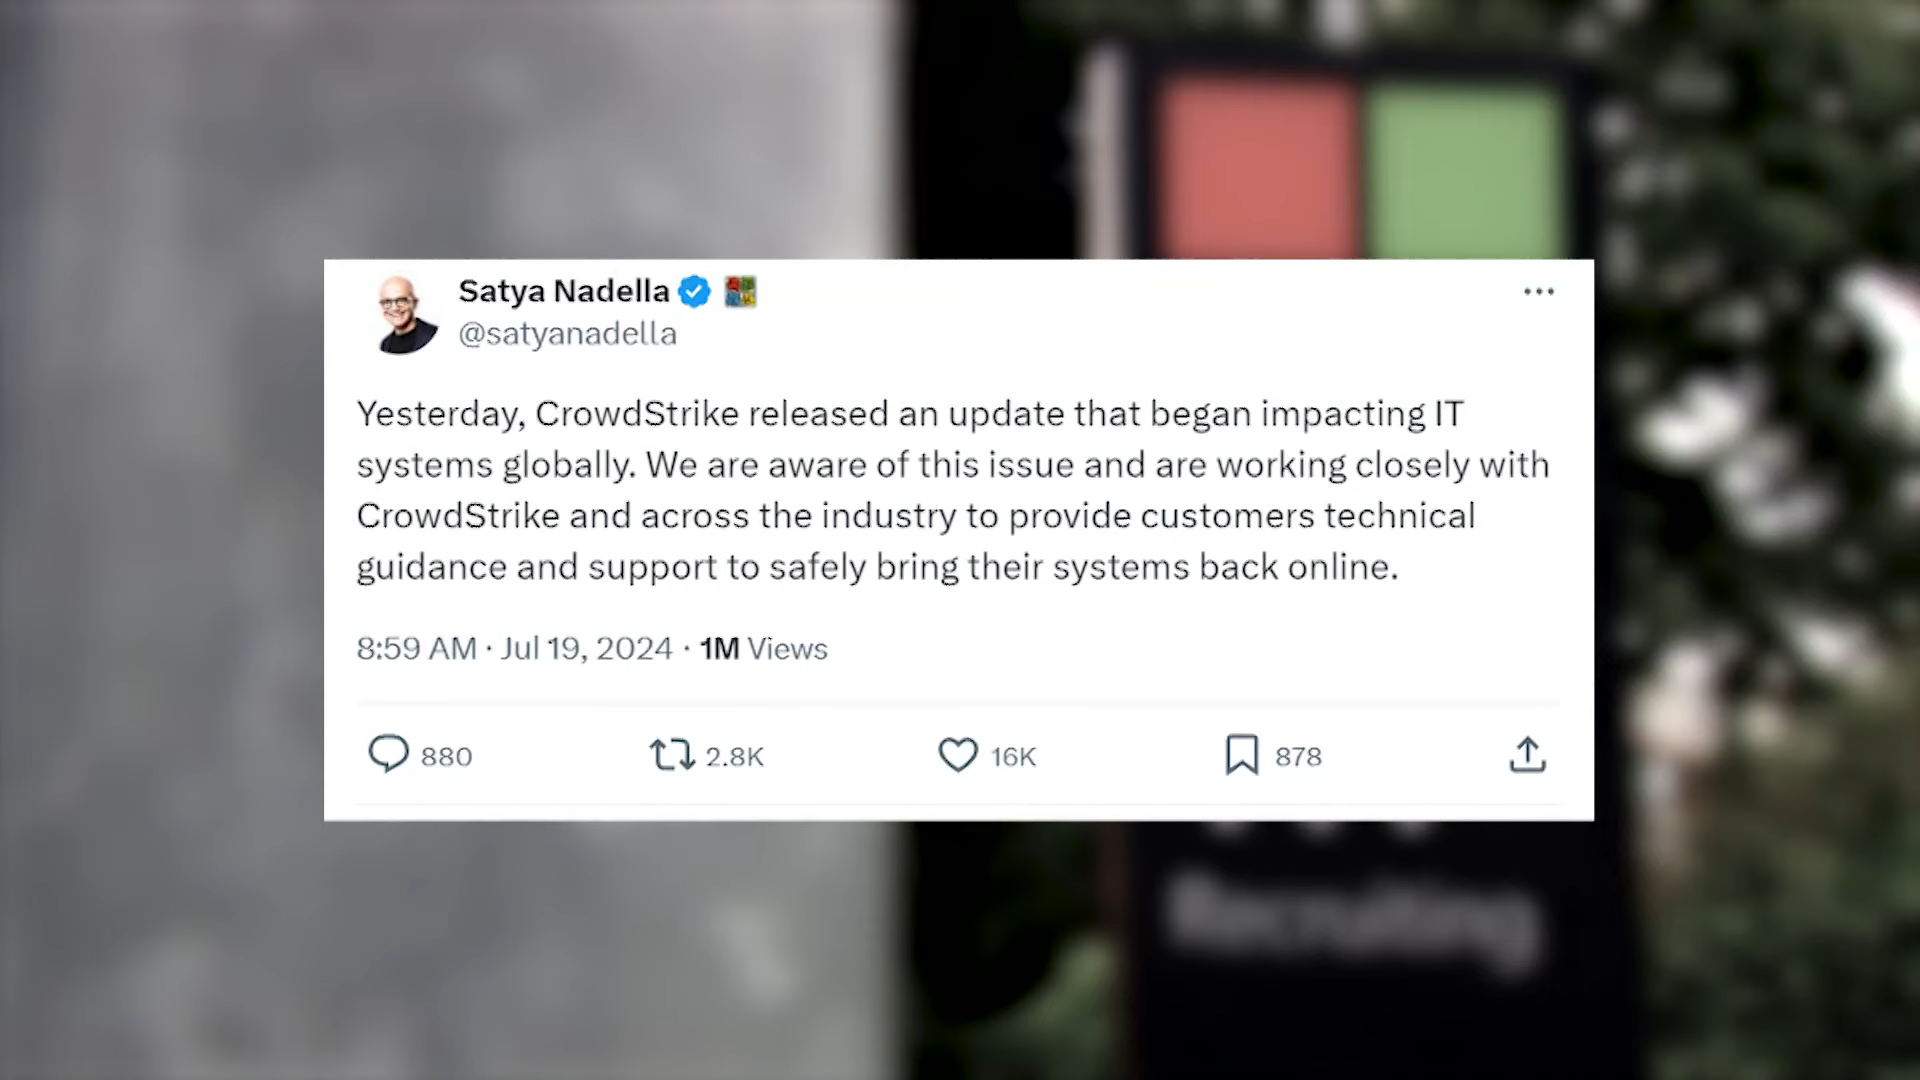 Satya Nadella
@satyanadella
Yesterday, CrowdStrike released an update that began impacting IT
systems globally. We are aware of this issue and are working closely with
CrowdStrike and across the industry to provide customers technical
guidance and support to safely bring their systems back online.
8:59 AM · Jul 19, 2024 · 1M Views
880 2.8K 16K 878
Recruiting